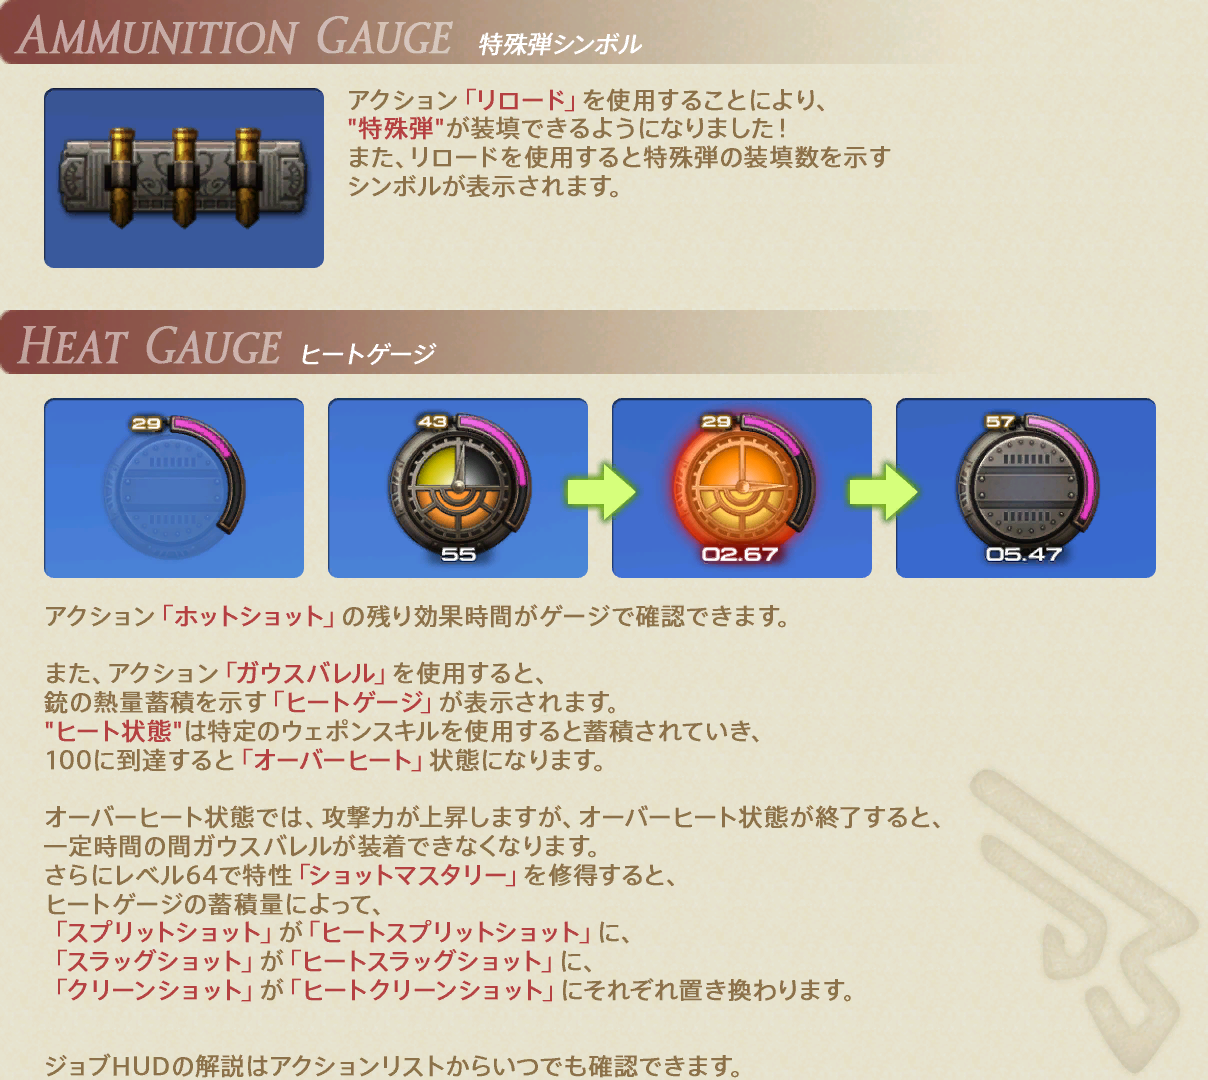 AMMUNITION GAUGE 特殊弾シンボル
アクション「リロード」を使用することにより、
"特殊弾"が装填できるようになりました！
また、リロードを使用すると特殊弾の装填数を示す
シンボルが表示されます。
HEAT GAUGE ヒートゲージ
29
43
29
57
55
02.67
05.47
アクション「ホットショット」の残り効果時間がゲージで確認できます。
また、アクション「ガウスバレル」を使用すると、
銃の熱量蓄積を示す「ヒートゲージ」が表示されます。
"ヒート状態"は特定のウェポンスキルを使用すると蓄積されていき、
100に到達すると「オーバーヒート」状態になります。
オーバーヒート状態では、攻撃力が上昇しますが、オーバーヒート状態が終了すると、
一定時間の間ガウスバレルが装着できなくなります。
さらにレベル64で特性「ショットマスタリー」を修得すると、
ヒートゲージの蓄積量によって、
「スプリットショット」が「ヒートスプリットショット」に、
「スラッグショット」が「ヒートスラッグショット」に、
「クリーンショット」が「ヒートクリーンショット」にそれぞれ置き換わります。
ジョブHUDの解説はアクションリストからいつでも確認できます。